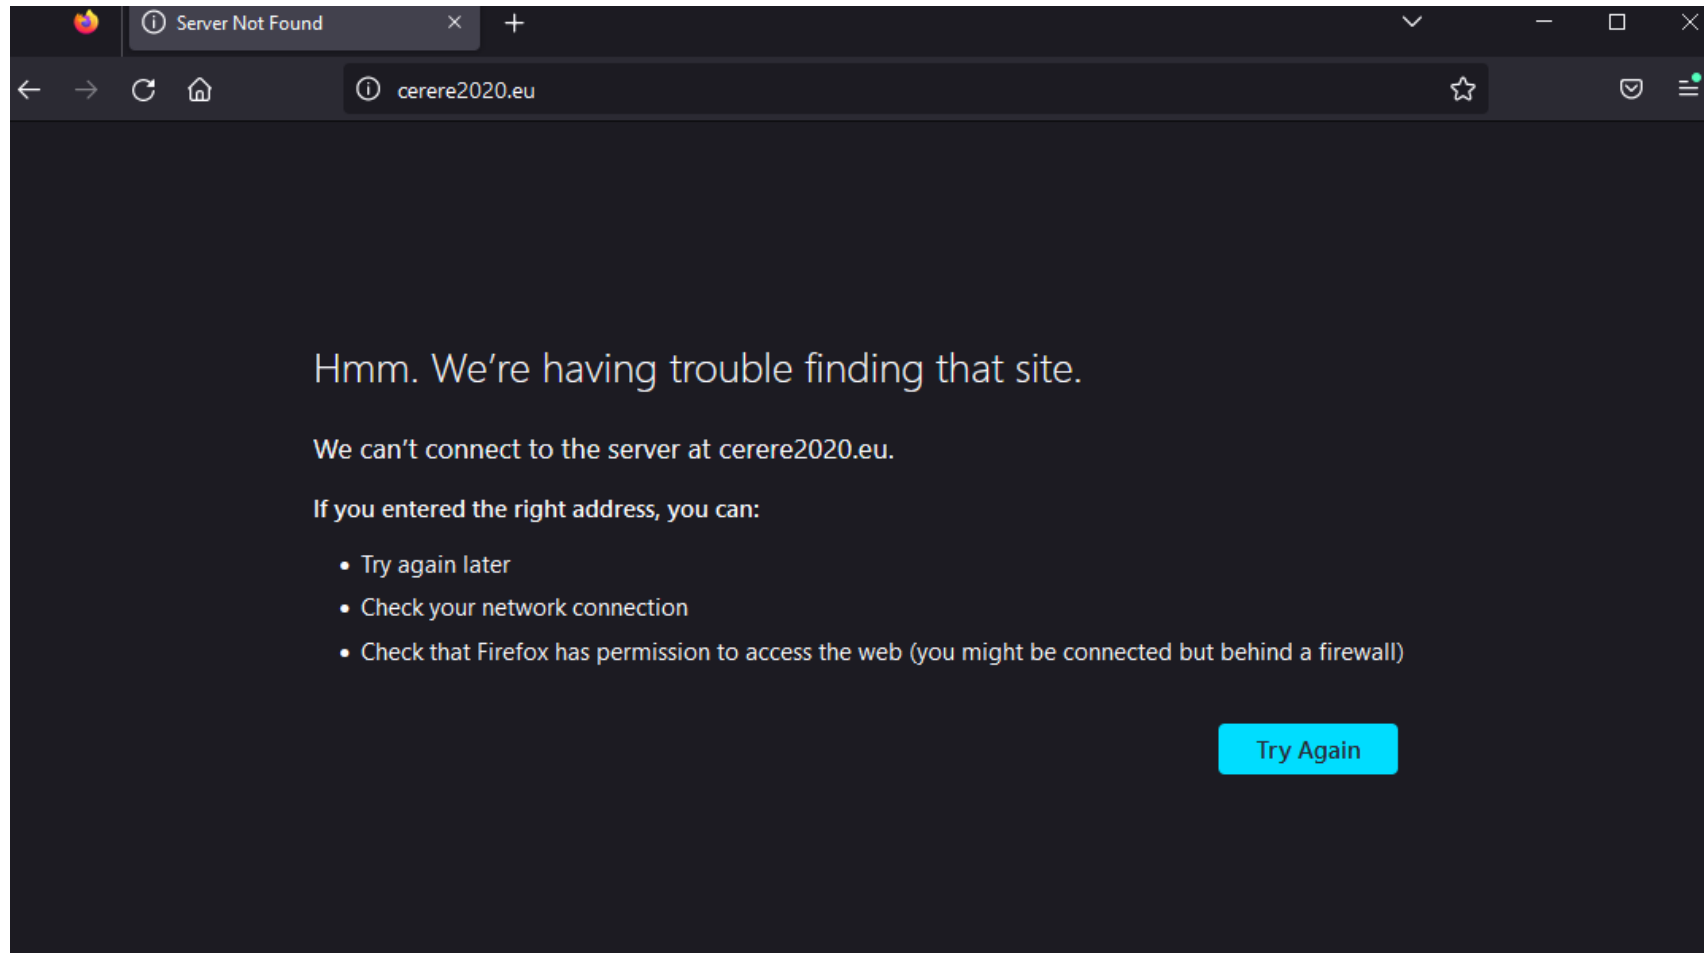 Server Not Found
cerere2020.eu
Hmm. We’re having trouble finding that site.
We can’t connect to the server at cerere2020.eu.
If you entered the right address, you can:
• Try again later
• Check your network connection
• Check that Firefox has permission to access the web (you might be connected but behind a firewall)
Try Again